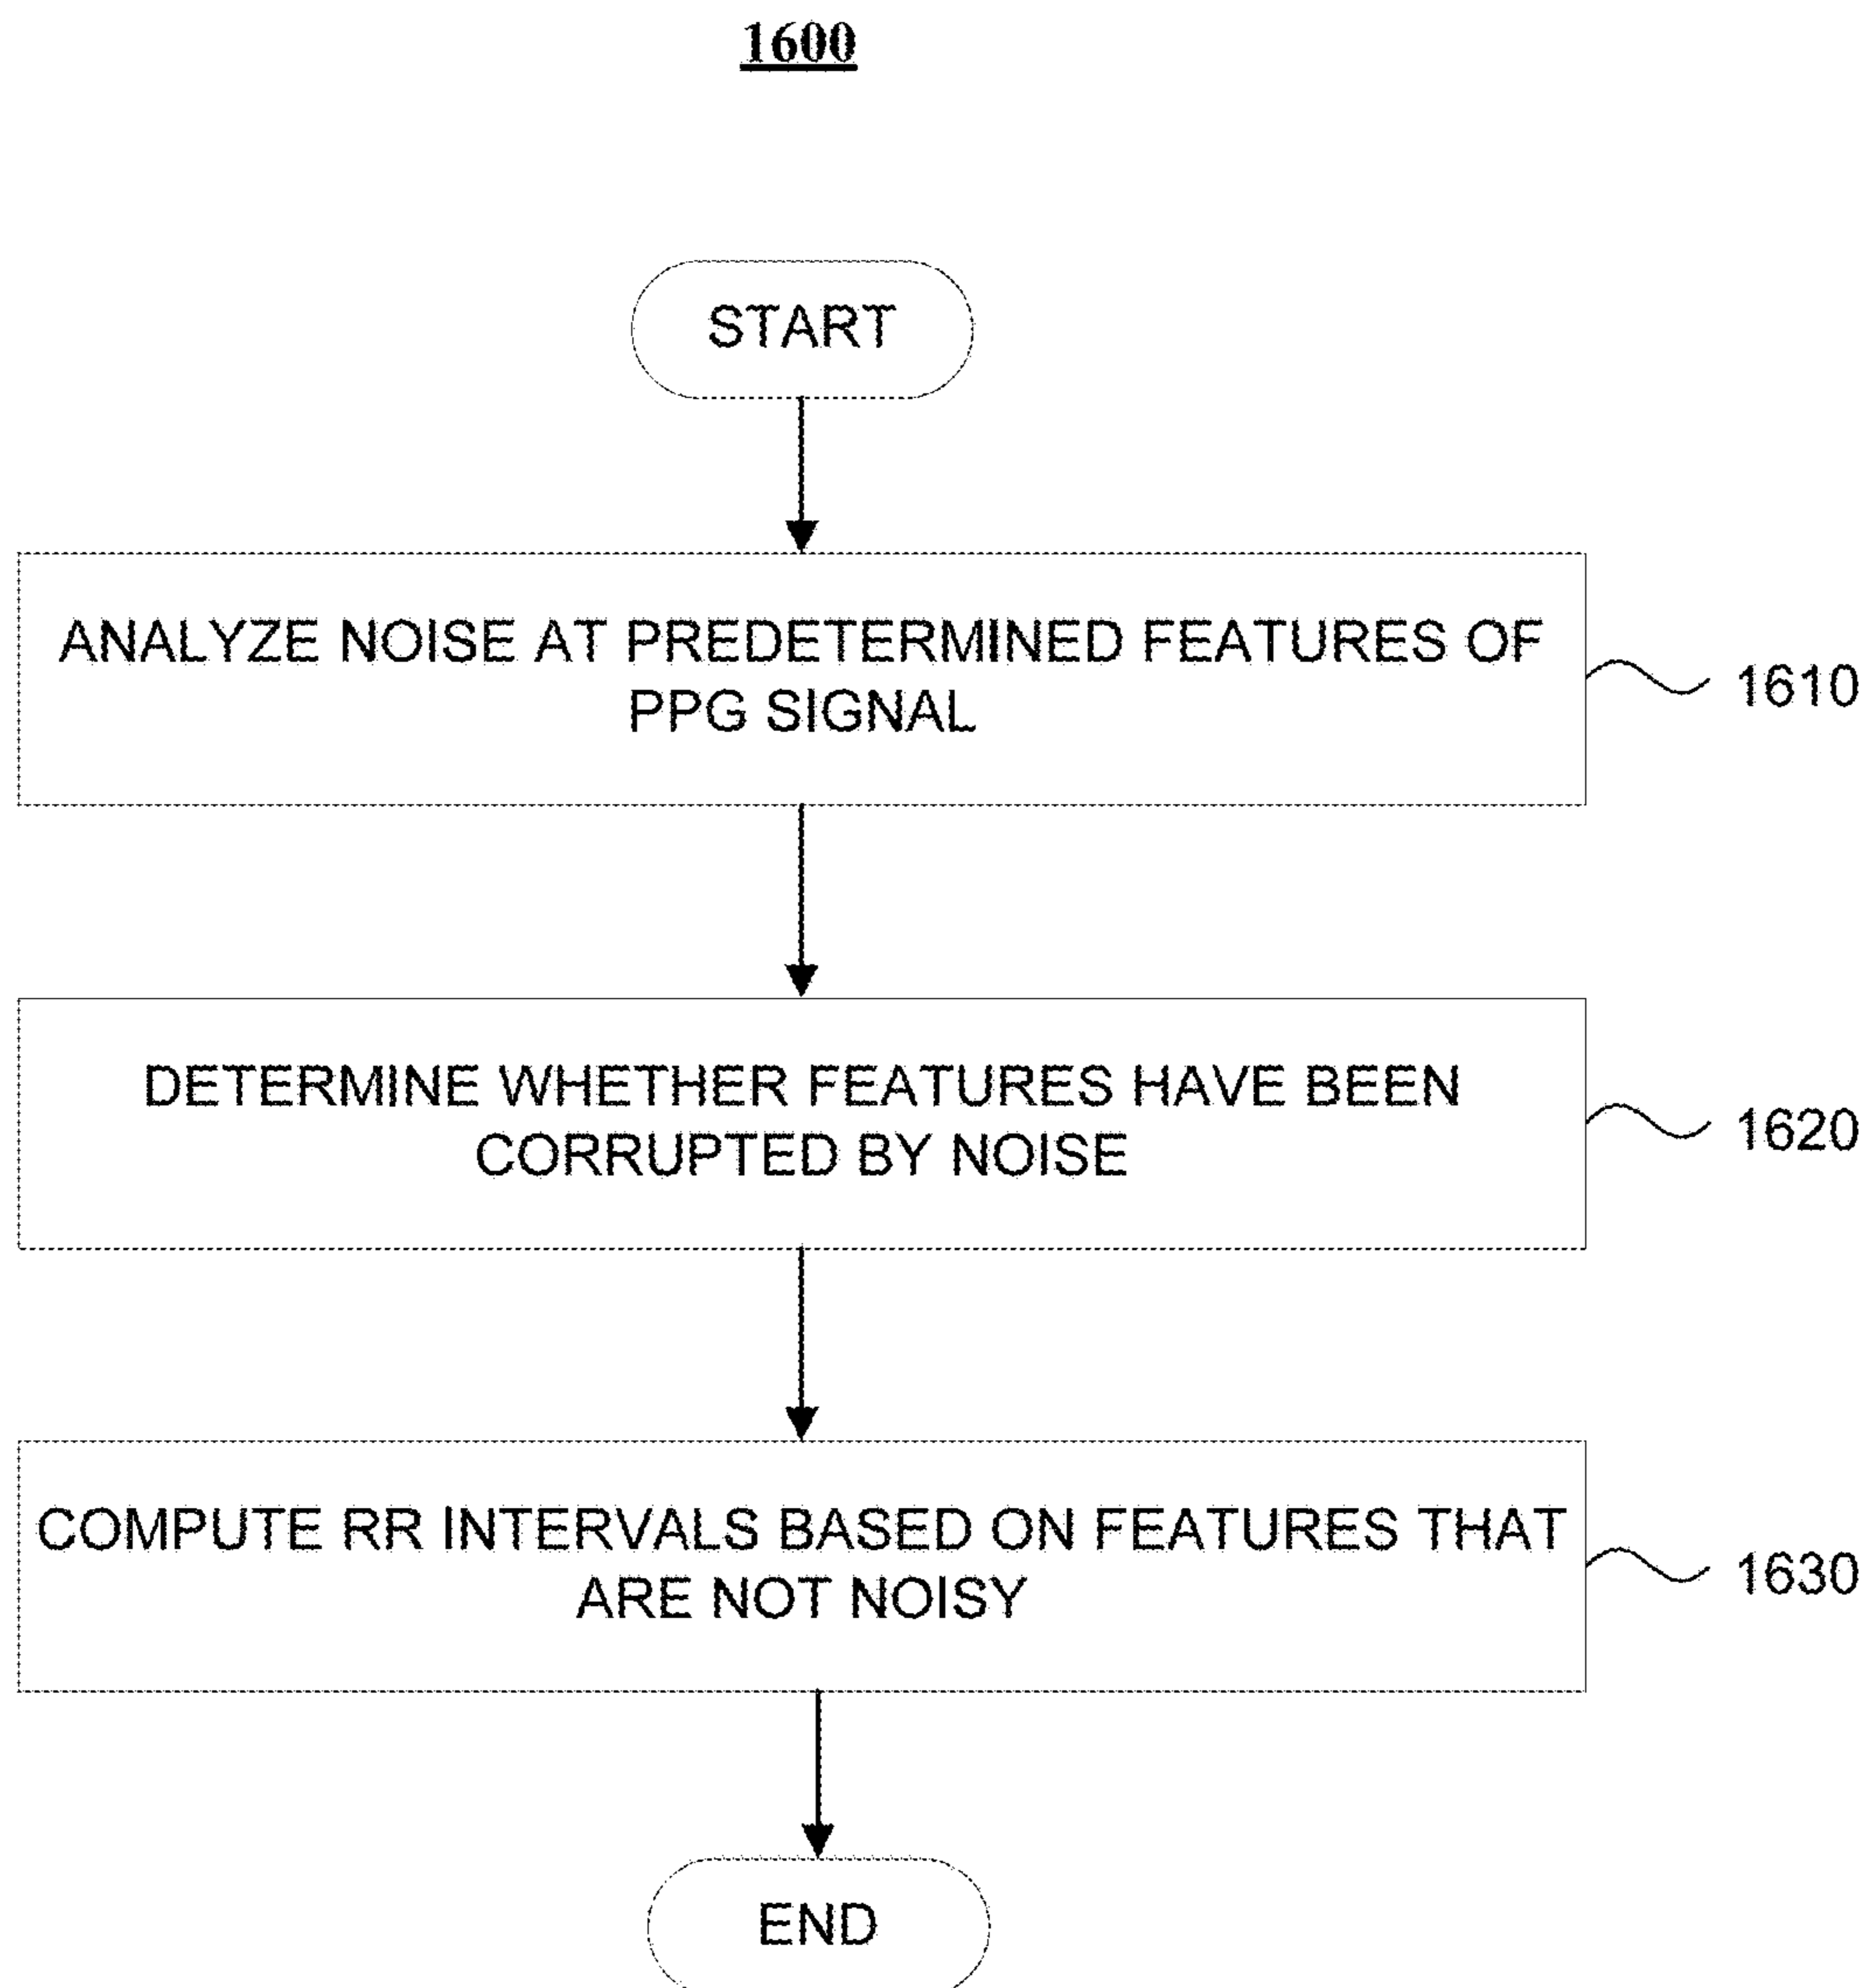 1600
START
ANALYZE NOISE AT PREDETERMINED FEATURES OF
PPG SIGNAL
1610
DETERMINE WHETHER FEATURES HAVE BEEN
CORRUPTED BY NOISE
1620
COMPUTE RR INTERVALS BASED ON FEATURES THAT
ARE NOT NOISY
1630
END